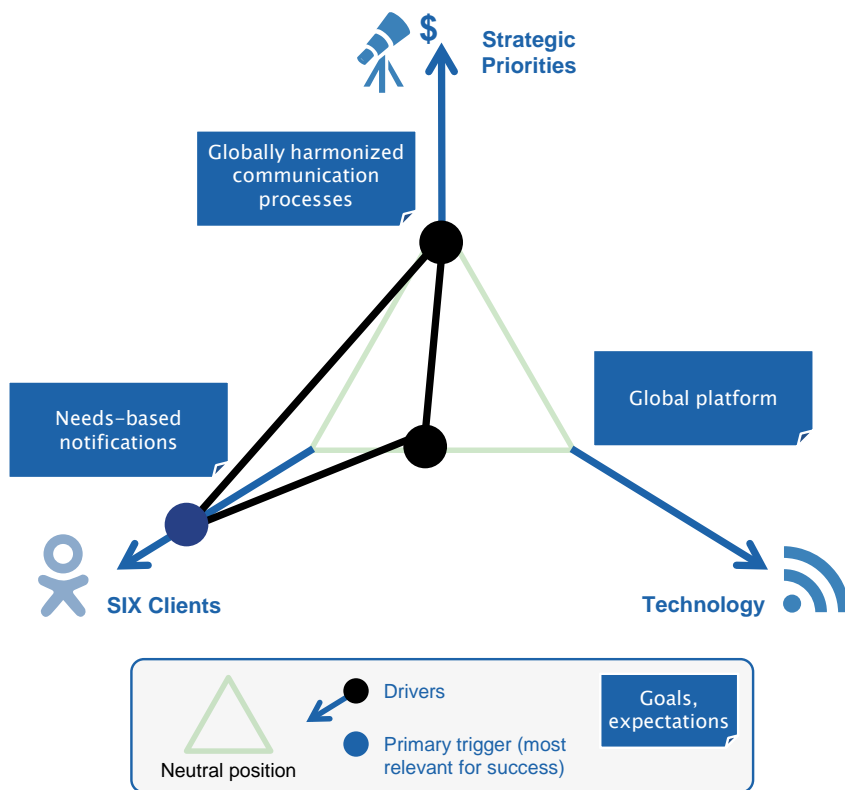 $
Strategic
Priorities
Globally harmonized
communication
processes
Needs-based
notifications
Global platform
SIX Clients
Technology
Drivers
Primary trigger (most
relevant for success)
Neutral position
Goals,
expectations